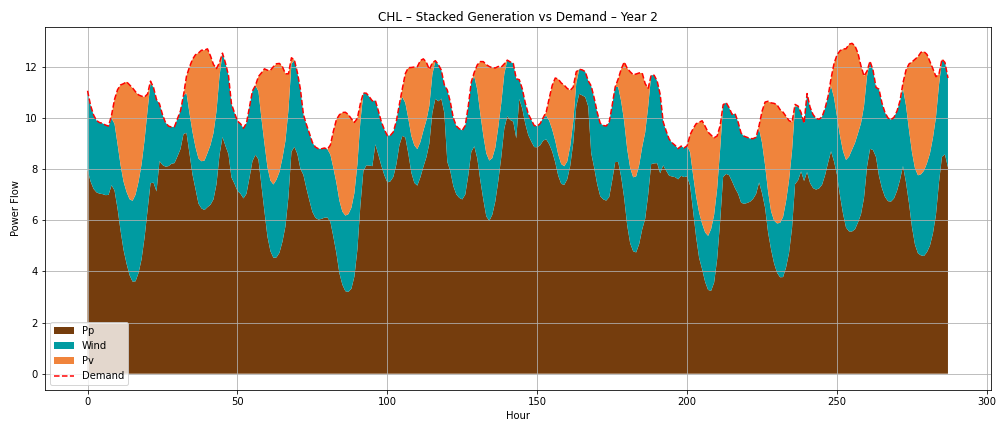 CHL – Stacked Generation vs Demand – Year 2
Power Flow
12
10
8
6
4
2
0
Pp
Wind
Pv
Demand
0 50 100 150 200 250 300
Hour